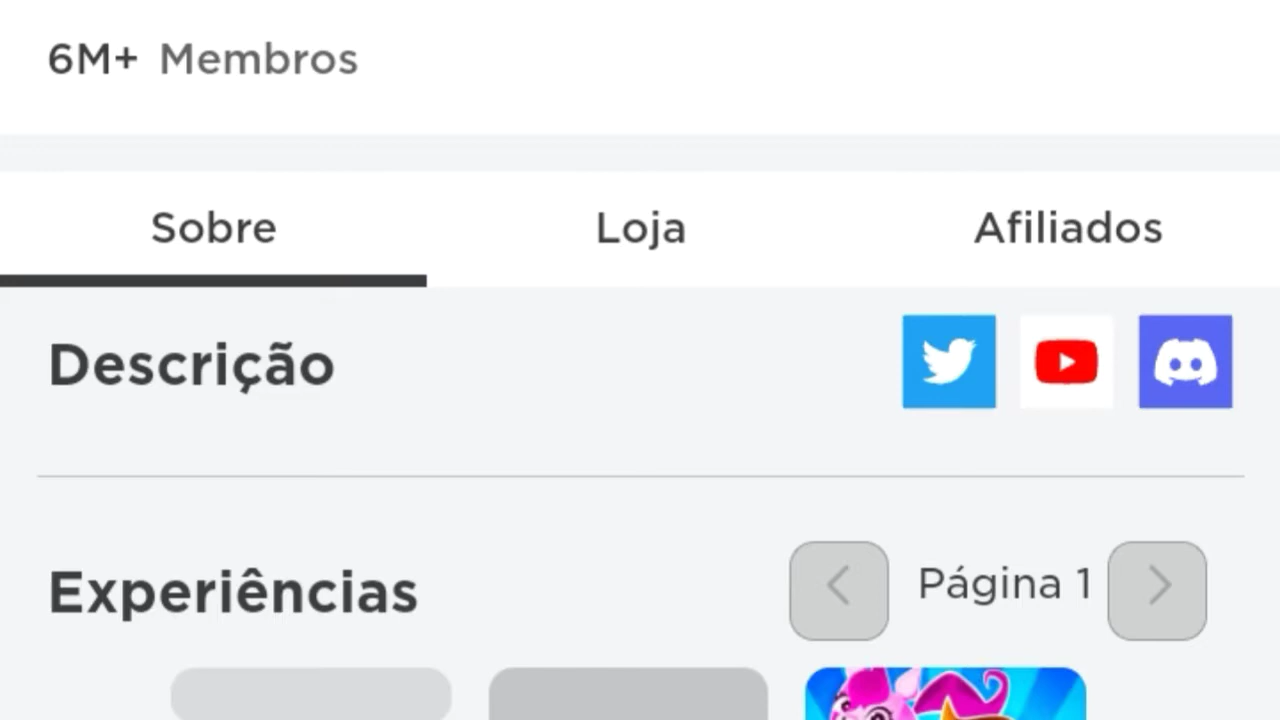 6M+ Membros
Sobre Loja Afiliados
Descrição
Experiências Página 1